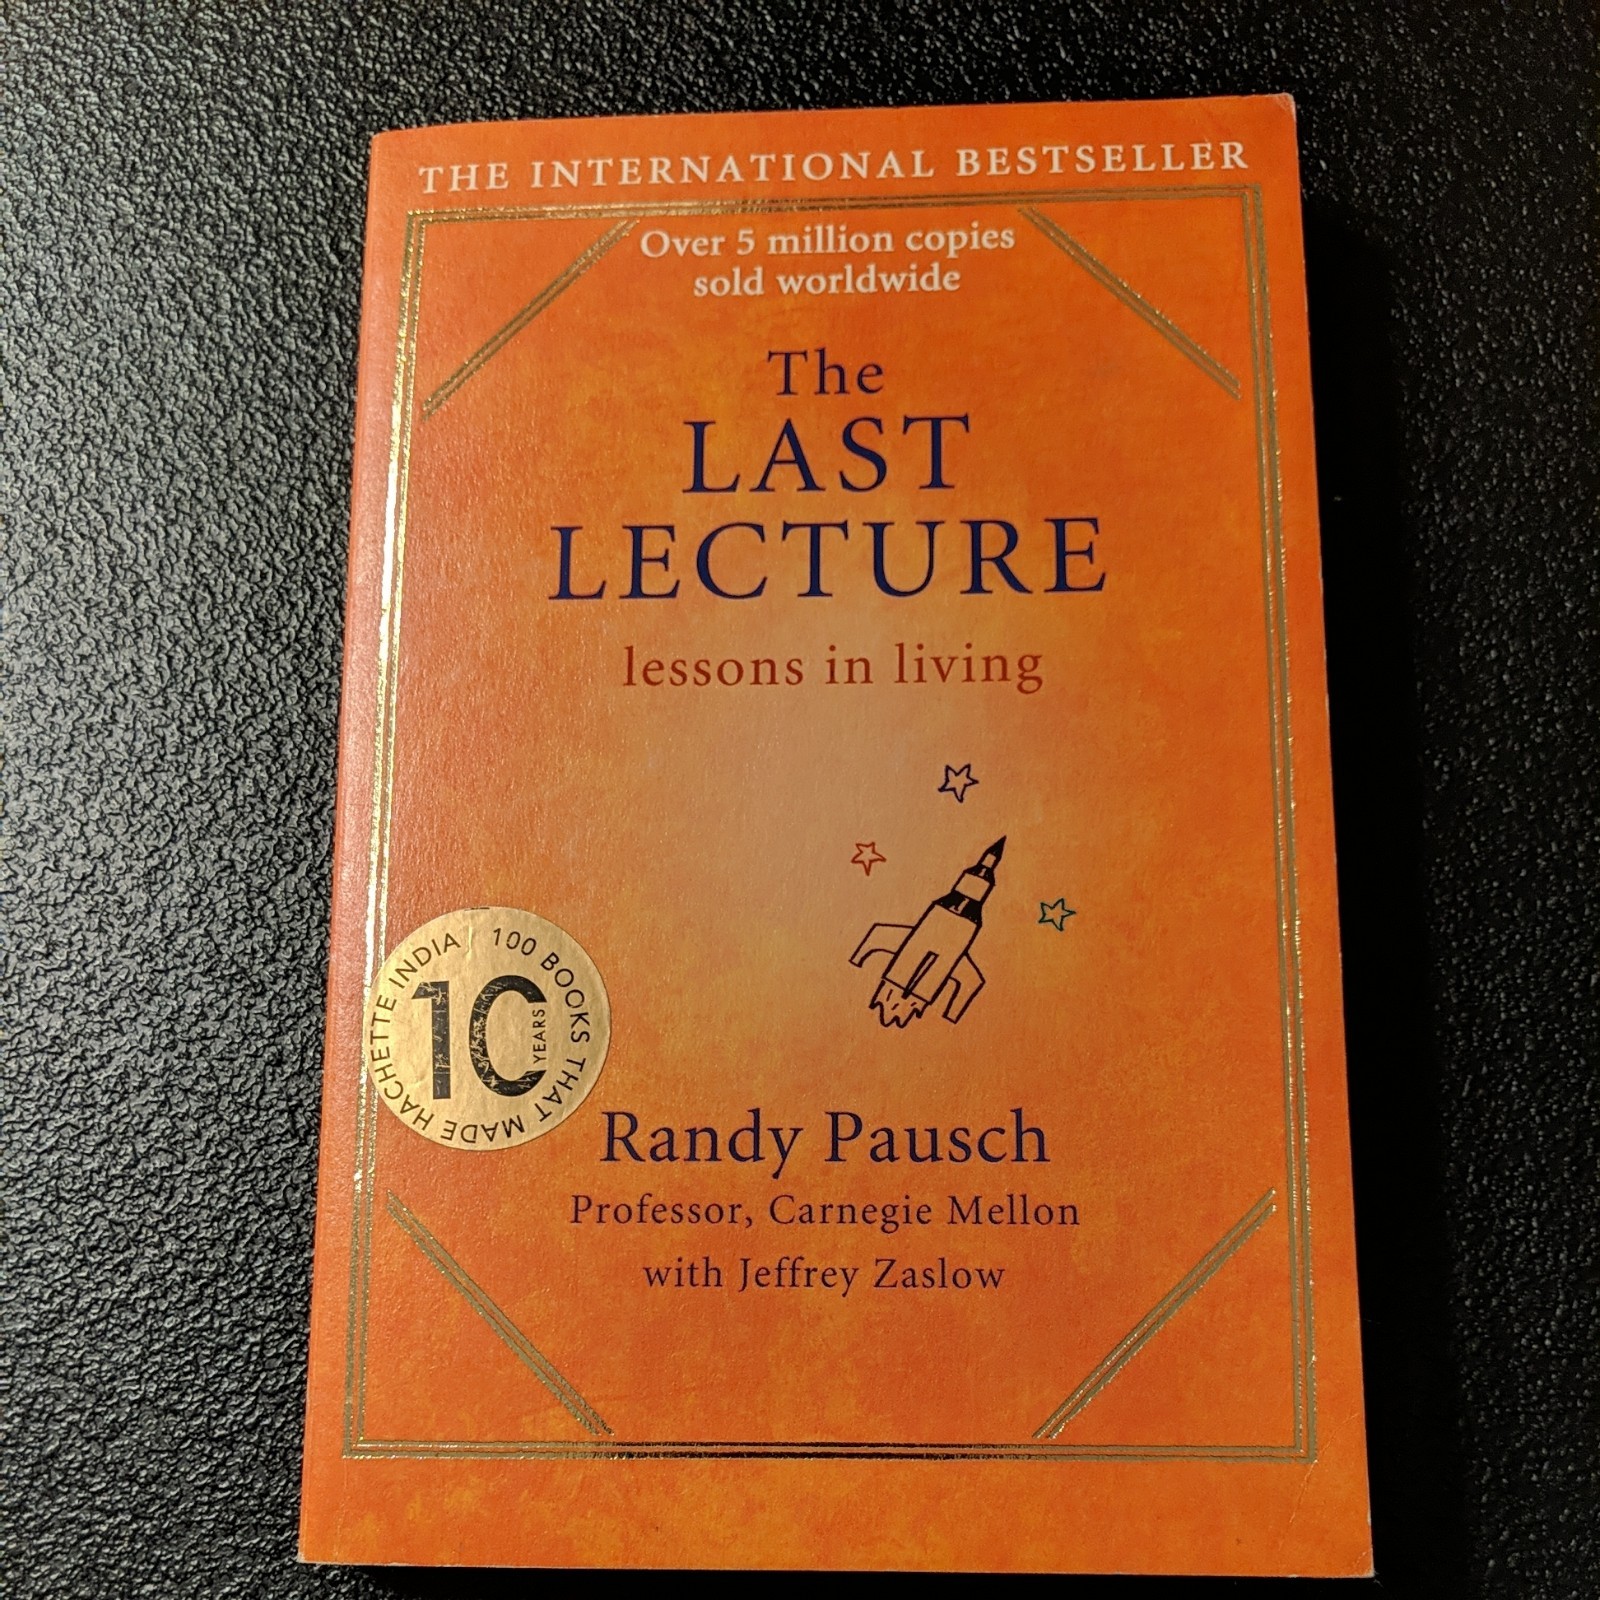 THE INTERNATIONAL BESTSELLER
Over 5 million copies
sold worldwide
The
LAST
LECTURE
lessons in living
HACHETTE INDIA 100 BOOKS THAT MADE
10
YEARS
Randy Pausch
Professor, Carnegie Mellon
with Jeffrey Zaslow